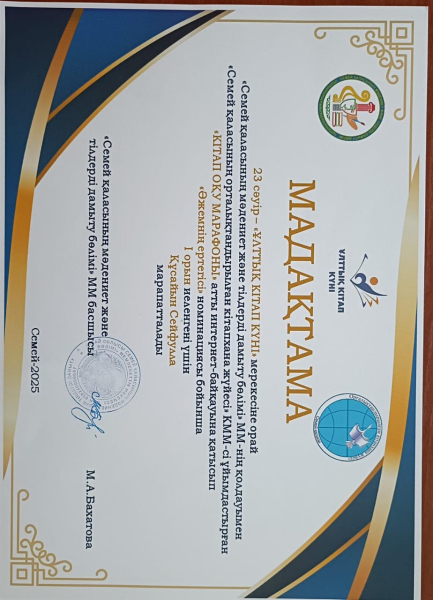 ҰЛТТЫҚ КІТАП
КҮНІ
МАДАҚТАМА
23 сәуір – «ҰЛТТЫҚ КІТАП КҮНІ» мерекесіне орай
«Семей қаласының мәдениет және тілдерді дамыту бөлімі» ММ-нің қолдауымен
«Семей қаласының орталықтандырылған кітапхана жүйесі» КММ-сі ұйымдастырған
«КІТАП ОҚУ МАРАФОНЫ» атты интернет-байқауына қатысып
«Әжемнің ертегісі» номинациясы бойынша
І орын иеленгені үшін
Құсайын Сейфулла
марапатталады
«Семей қаласының мәдениет және
тілдерді дамыту бөлімі» ММ басшысы
М.А.Бахатова
Семей-2025